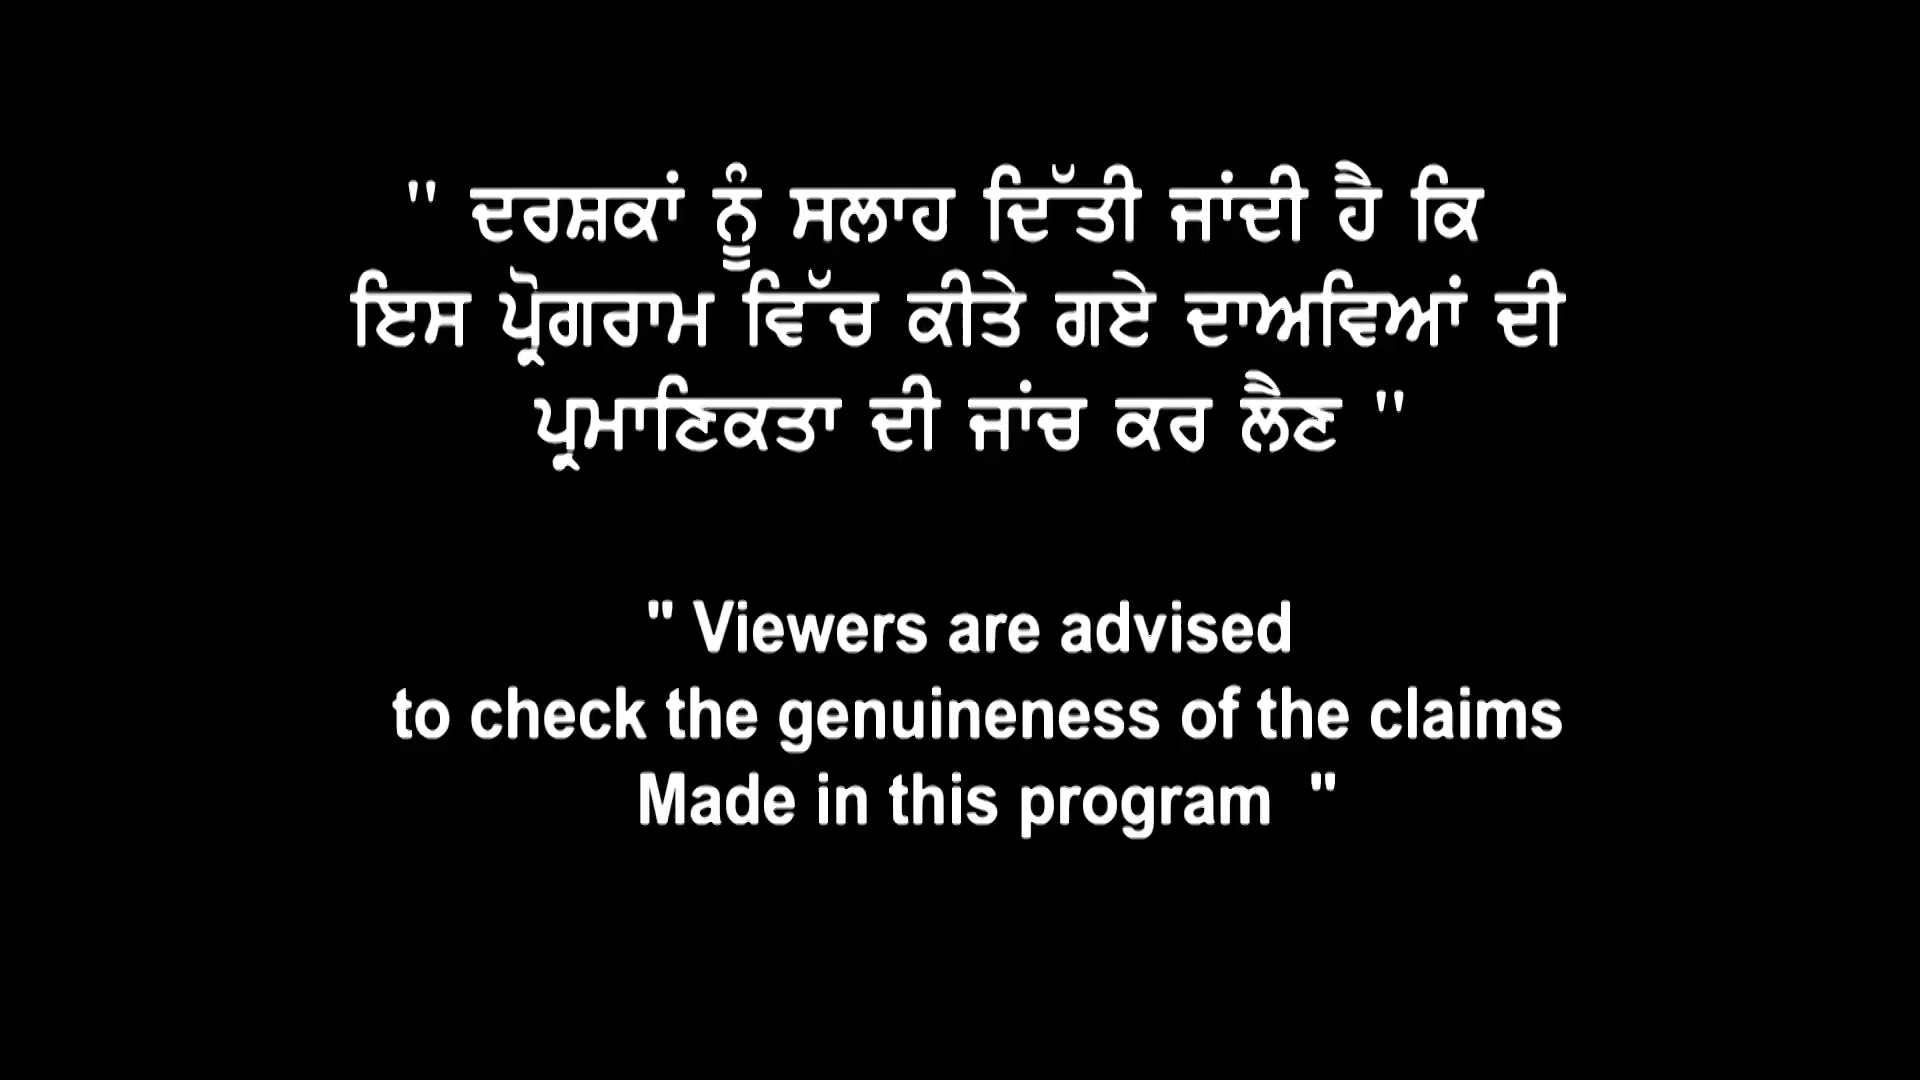 " ਦਰਸ਼ਕਾਂ ਨੂੰ ਸਲਾਹ ਦਿੱਤੀ ਜਾਂਦੀ ਹੈ ਕਿ
ਇਸ ਪ੍ਰੋਗਰਾਮ ਵਿੱਚ ਕੀਤੇ ਗਏ ਦਾਅਵਿਆਂ ਦੀ
ਪ੍ਰਮਾਣਿਕਤਾ ਦੀ ਜਾਂਚ ਕਰ ਲੈਣ "
" Viewers are advised
to check the genuineness of the claims
Made in this program "